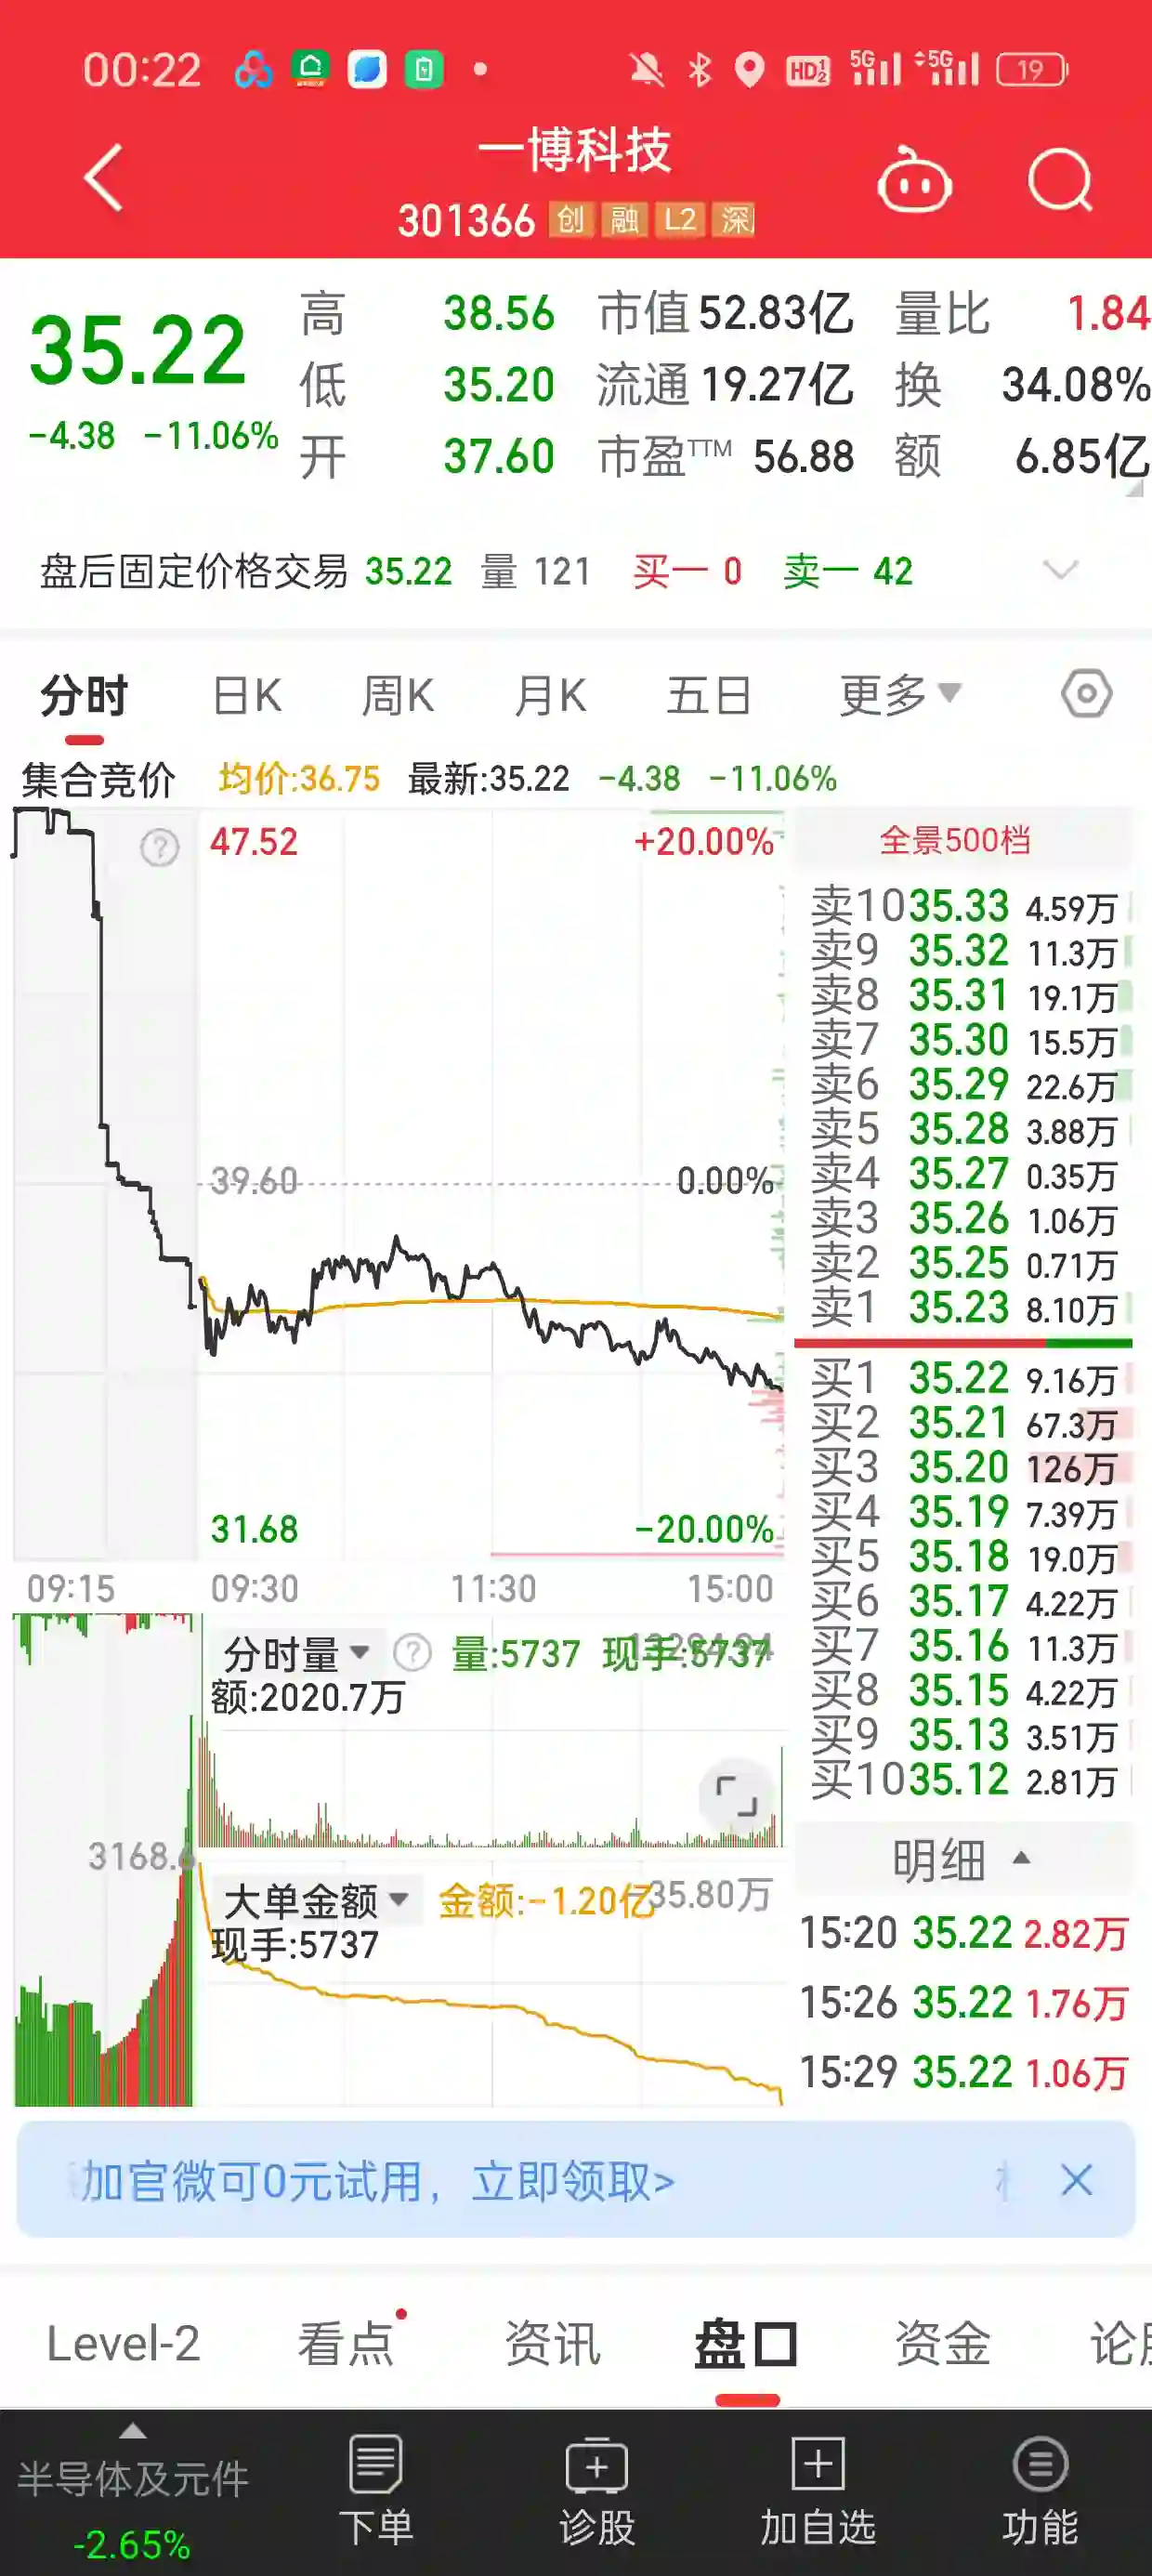 00:22 HD 1 2 5G 5G 19
一博科技
301366 创 融 L2 深
35.22
-4.38 -11.06%
高 38.56 市值 52.83亿 量比 1.84
低 35.20 流通 19.27亿 换 34.08%
开 37.60 市盈TTM 56.88 额 6.85亿
盘后固定价格交易 35.22 量 121 买一 0 卖一 42
分时 日K 周K 月K 五日 更多
集合竞价 均价:36.75 最新:35.22 -4.38 -11.06%
47.52 +20.00%
39.60 0.00%
31.68 -20.00%
09:15 09:30 11:30 15:00
分时量 ? 量:5737 现手:5737
额:2020.7万
3168.6
大单金额 金额:-1.20亿
35.80万
现手:5737
全景500档
卖10 35.33 4.59万
卖9 35.32 11.3万
卖8 35.31 19.1万
卖7 35.30 15.5万
卖6 35.29 22.6万
卖5 35.28 3.88万
卖4 35.27 0.35万
卖3 35.26 1.06万
卖2 35.25 0.71万
卖1 35.23 8.10万
买1 35.22 9.16万
买2 35.21 67.3万
买3 35.20 126万
买4 35.19 7.39万
买5 35.18 19.0万
买6 35.17 4.22万
买7 35.16 11.3万
买8 35.15 4.22万
买9 35.13 3.51万
买10 35.12 2.81万
明细
15:20 35.22 2.82万
15:26 35.22 1.76万
15:29 35.22 1.06万
加官微可0元试用，立即领取>
Level-2 看点 资讯 盘口 资金 论
半导体及元件 下单 诊股 加自选 功能
-2.65%